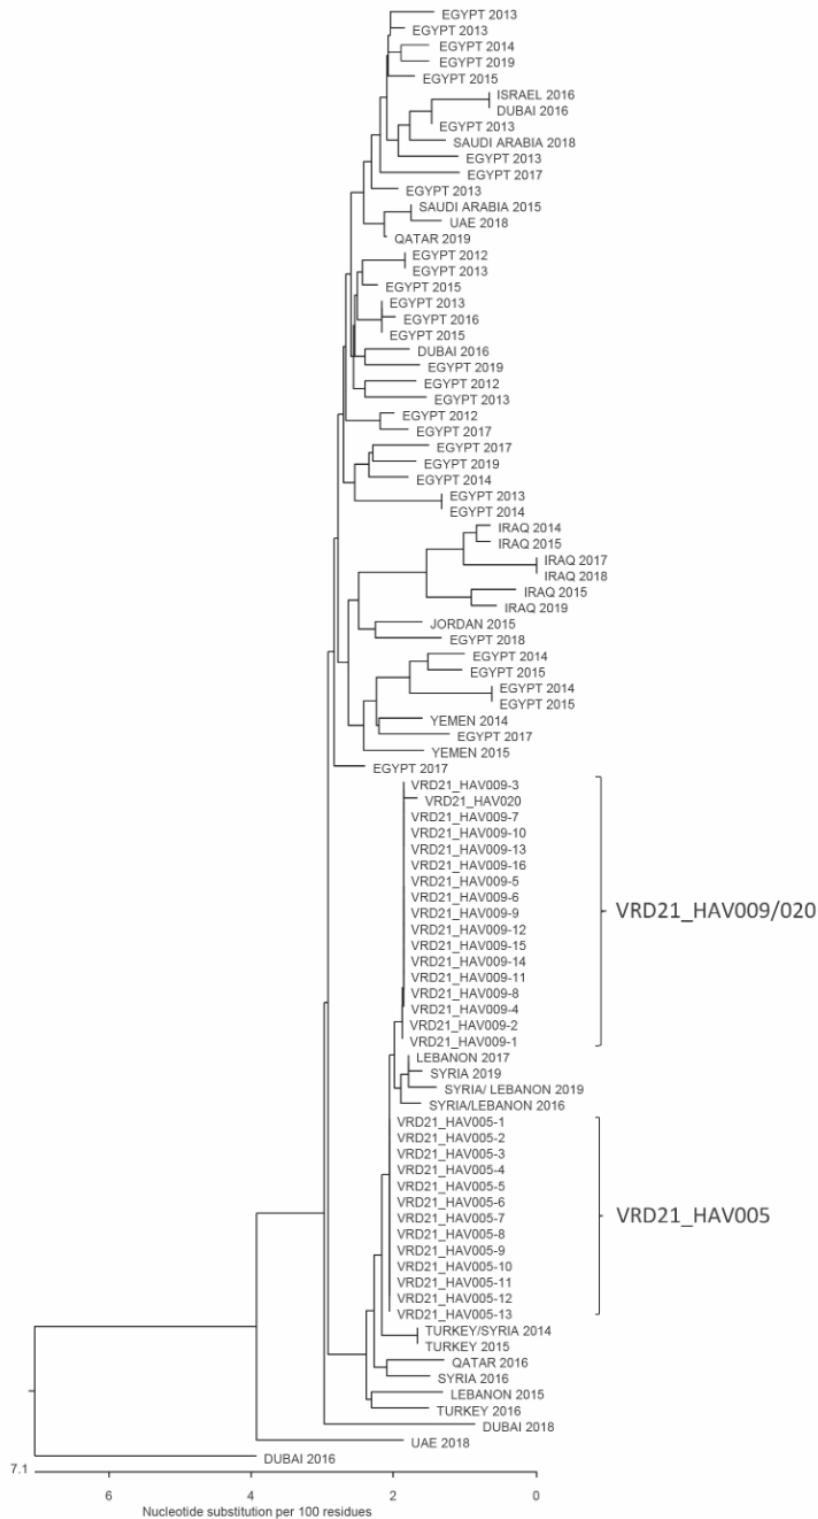 EGYPT 2013
EGYPT 2013
EGYPT 2014
EGYPT 2019
EGYPT 2015
ISRAEL 2016
DUBAI 2016
EGYPT 2013
SAUDI ARABIA 2018
EGYPT 2013
EGYPT 2017
EGYPT 2013
SAUDI ARABIA 2015
UAE 2018
QATAR 2019
EGYPT 2012
EGYPT 2013
EGYPT 2015
EGYPT 2013
EGYPT 2016
EGYPT 2015
DUBAI 2016
EGYPT 2019
EGYPT 2012
EGYPT 2013
EGYPT 2012
EGYPT 2017
EGYPT 2017
EGYPT 2019
EGYPT 2014
EGYPT 2013
EGYPT 2014
IRAQ 2014
IRAQ 2015
IRAQ 2017
IRAQ 2018
IRAQ 2015
IRAQ 2019
JORDAN 2015
EGYPT 2018
EGYPT 2014
EGYPT 2015
EGYPT 2014
EGYPT 2015
YEMEN 2014
EGYPT 2017
YEMEN 2015
EGYPT 2017
VRD21_HAV009-3
VRD21_HAV020
VRD21_HAV009-7
VRD21_HAV009-10
VRD21_HAV009-13
VRD21_HAV009-16
VRD21_HAV009-5
VRD21_HAV009-6
VRD21_HAV009-9
VRD21_HAV009/020
VRD21_HAV009-12
VRD21_HAV009-15
VRD21_HAV009-14
VRD21_HAV009-11
VRD21_HAV009-8
VRD21_HAV009-4
VRD21_HAV009-2
VRD21_HAV009-1
LEBANON 2017
SYRIA 2019
SYRIA/ LEBANON 2019
SYRIA/LEBANON 2016
VRD21_HAV005-1
VRD21_HAV005-2
VRD21_HAV005-3
VRD21_HAV005-4
VRD21_HAV005-5
VRD21_HAV005-6
VRD21_HAV005-7
VRD21_HAV005
VRD21_HAV005-8
VRD21_HAV005-9
VRD21_HAV005-10
VRD21_HAV005-11
VRD21_HAV005-12
VRD21_HAV005-13
TURKEY/SYRIA 2014
TURKEY 2015
QATAR 2016
SYRIA 2016
LEBANON 2015
TURKEY 2016
DUBAI 2018
UAE 2018
DUBAI 2016
7.1
6 4 2 0
Nucleotide substitution per 100 residues